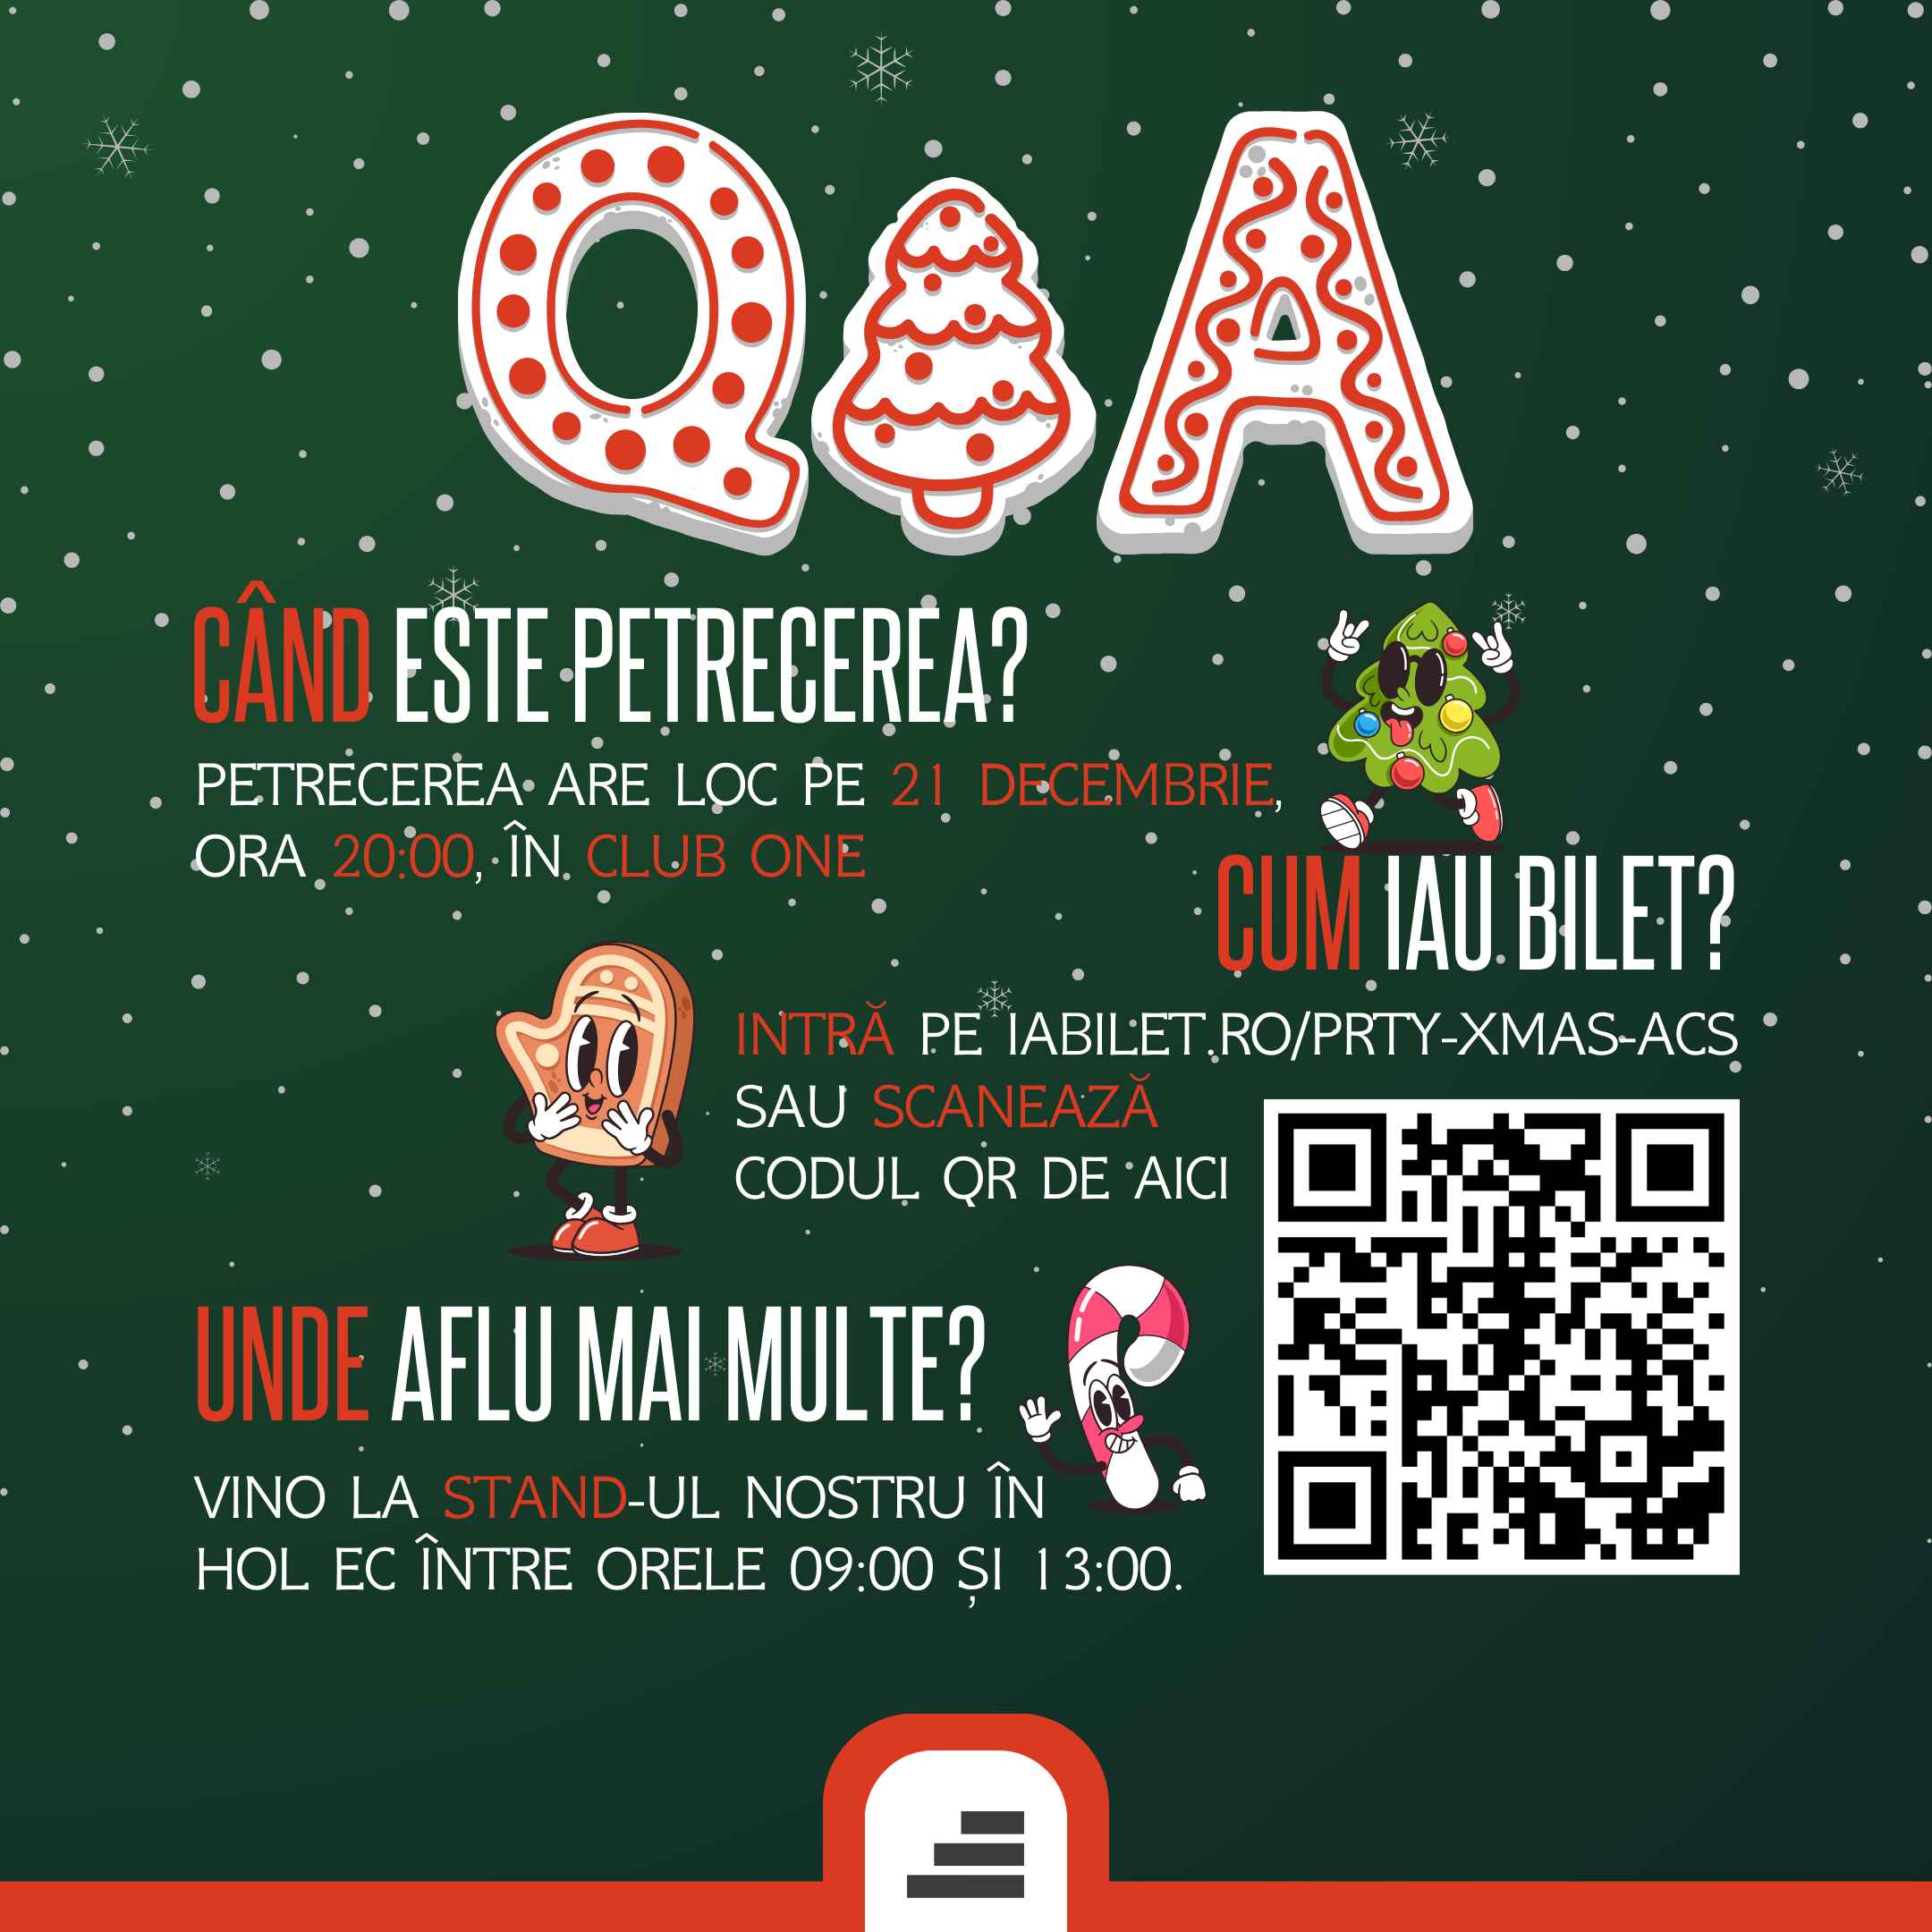 Q A
CÂND ESTE PETRECEREA?
PETRECEREA ARE LOC PE 21 DECEMBRIE,
ORA 20:00, ÎN CLUB ONE
CUM IAU BILET?
INTRĂ PE IABILET.RO/PRTY-XMAS-ACS
SAU SCANEAZĂ
CODUL QR DE AICI
UNDE AFLU MAI MULTE?
VINO LA STAND-UL NOSTRU ÎN
HOL EC ÎNTRE ORELE 09:00 ȘI 13:00.